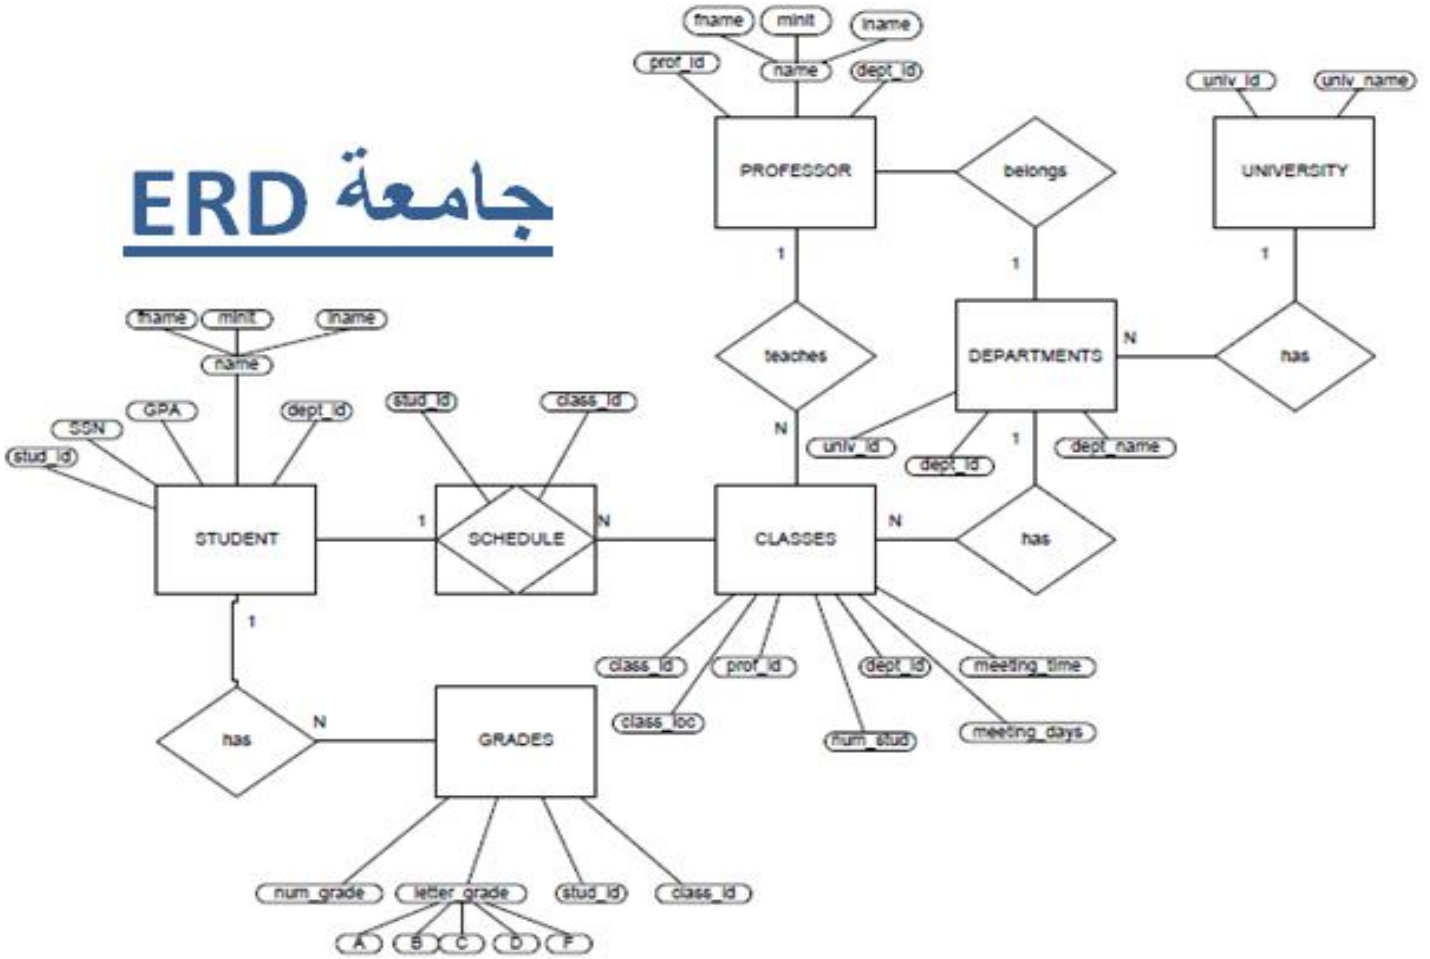 fname minit lname
prof_id name dept_id
univ_id univ_name
PROFESSOR belongs UNIVERSITY
ERD جامعة
1 1 1
fname minit lname
name
teaches DEPARTMENTS N has
stud_id class_id
GPA dept_id
SSN
stud_id
N 1
univ_id dept_id dept_name
STUDENT 1 SCHEDULE N CLASSES N has
1
class_id prof_id dept_id meeting_time
class_loc num_stud meeting_days
has N GRADES
num_grade letter_grade stud_id class_id
A B C D F